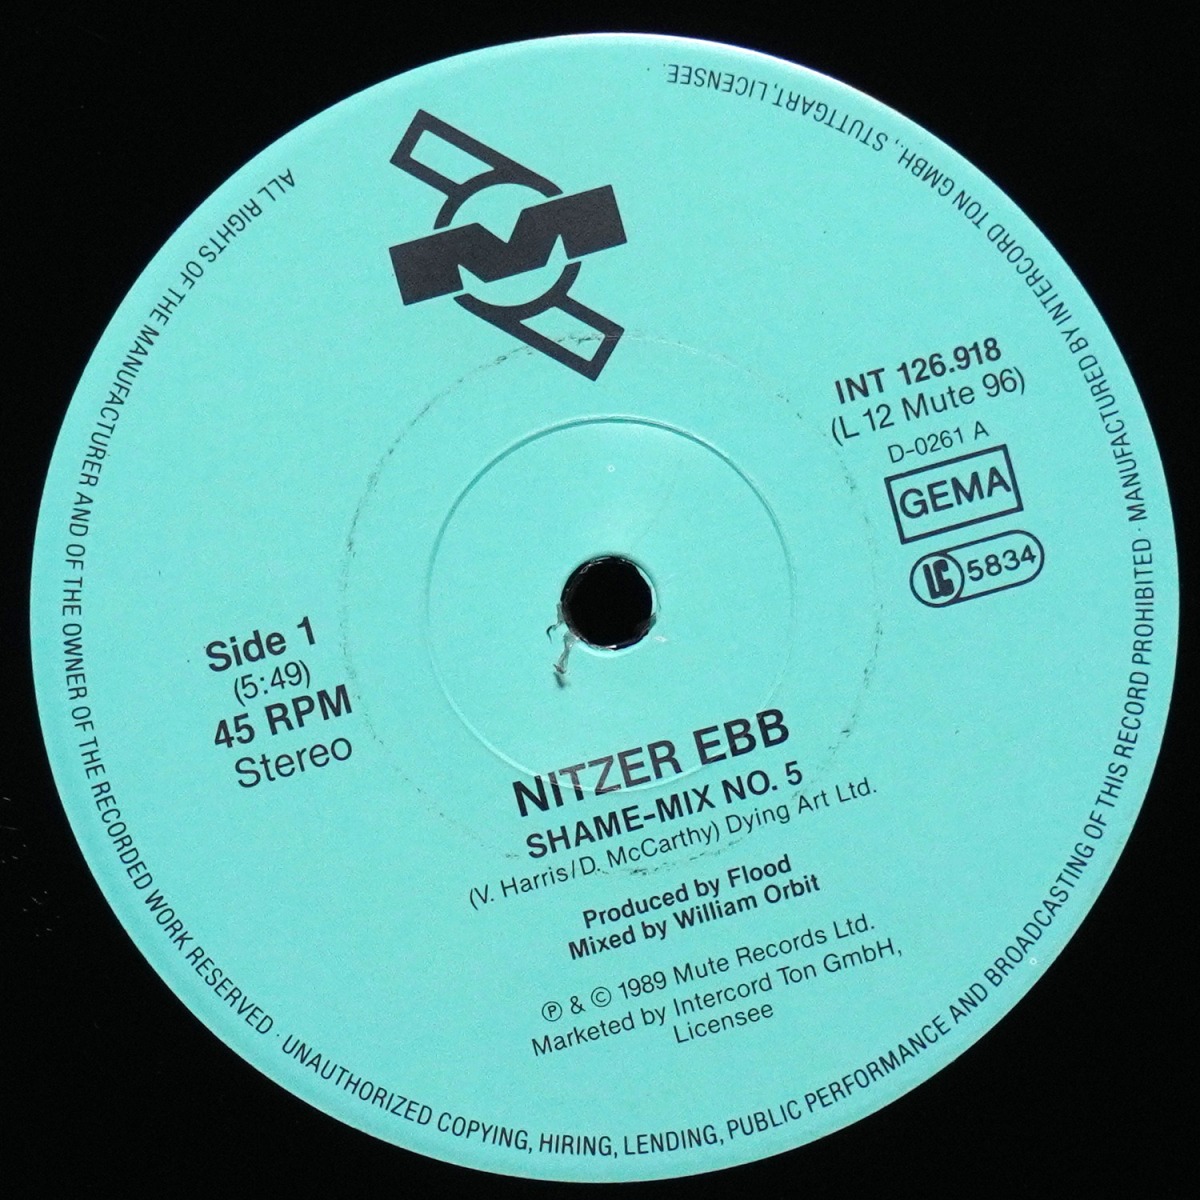 ALL RIGHTS OF THE MANUFACTURER AND OF THE OWNER OF THE RECORDED WORK RESERVED · UNAUTHORIZED COPYING, HIRING, LENDING, PUBLIC PERFORMANCE AND BROADCASTING OF THIS RECORD PROHIBITED · MANUFACTURED BY INTERCORD TON GMBH., STUTTGART, LICENSEE.
INT 126.918
(L 12 Mute 96)
D-0261 A
GEMA
LC 5834
Side 1
(5:49)
45 RPM
Stereo
NITZER EBB
SHAME-MIX NO. 5
(V. Harris/D. McCarthy) Dying Art Ltd.
Produced by Flood
Mixed by William Orbit
℗ & © 1989 Mute Records Ltd.
Marketed by Intercord Ton GmbH,
Licensee